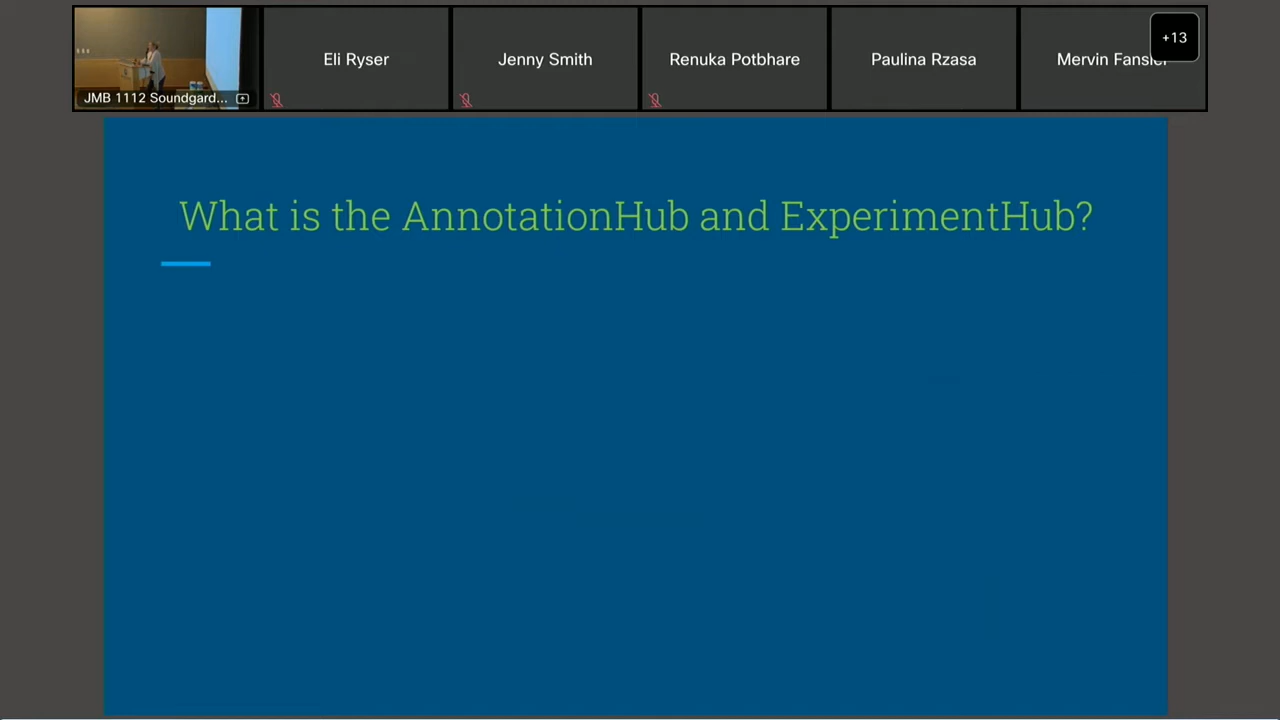 JMB 1112 Soundgard...
Eli Ryser
Jenny Smith
Renuka Potbhare
Paulina Rzasa
Mervin Fansler
+13
What is the AnnotationHub and ExperimentHub?